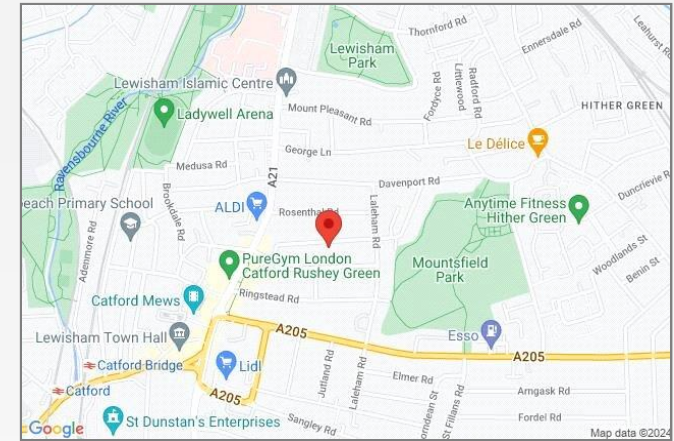 Thornford Rd
Ennersdale Rd
Leahurst Rd
Lewisham
Park
Lewisham Islamic Centre
Fordyce Rd
Littlewood
Radford Rd
HITHER GREEN
Ravensbourne River
Ladywell Arena
Mount Pleasant Rd
Le Délice
George Ln
A21
Medusa Rd
Davenport Rd
Duncrievie R
each Primary School
Brookdale Rd
ALDI
Rosenthal Rd
Laleham Rd
Anytime Fitness
Hither Green
Adenmore Rd
PureGym London
Catford Rushey Green
Mountsfield
Park
Woodlands St
Benin St
Catford Mews
Ringstead Rd
Lewisham Town Hall
A205
Esso
A205
Catford Bridge
Lidl
Jutland Rd
Laleham Rd
Elmer Rd
Arngask Rd
Catford
A205
orndean St
St Fillans Rd
Fordel Rd
St Dunstan's Enterprises
Sangley Rd
Google
Map data ©2024